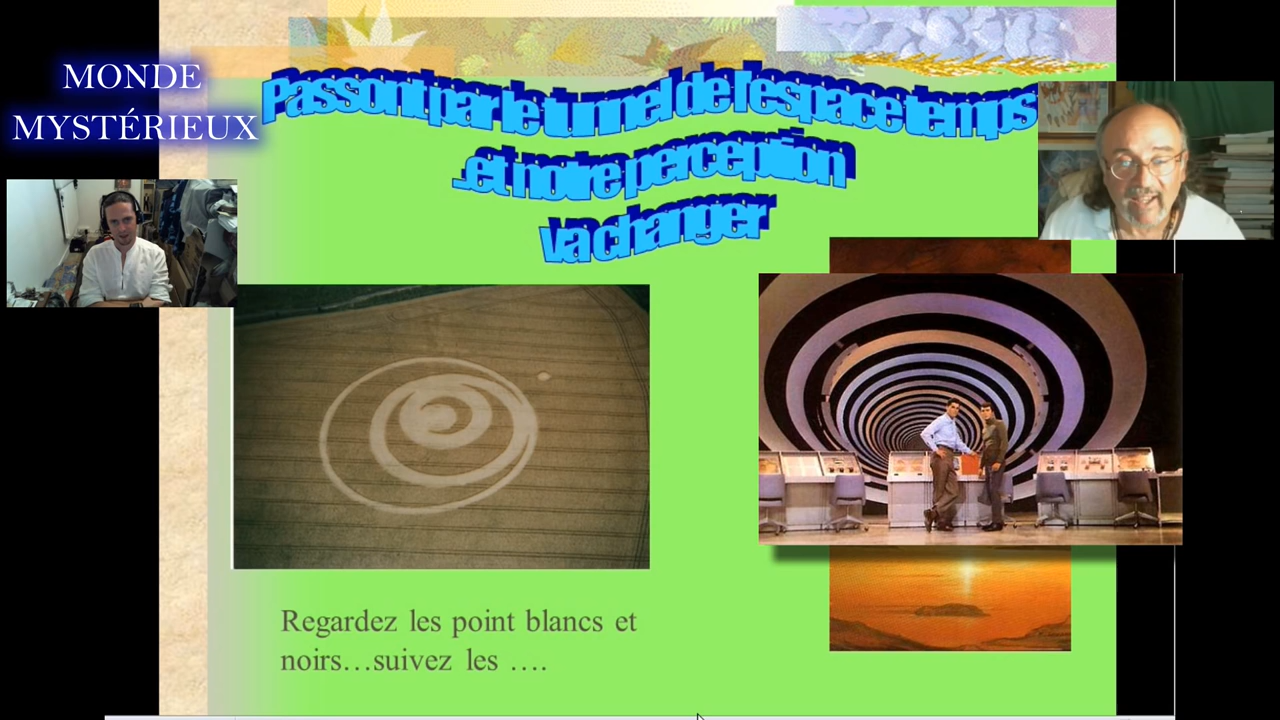 MONDE
MYSTÉRIEUX
Passont par le tunnel de l'espace temps
..et notre perception
va changer
Regardez les point blancs et
noirs…suivez les ….